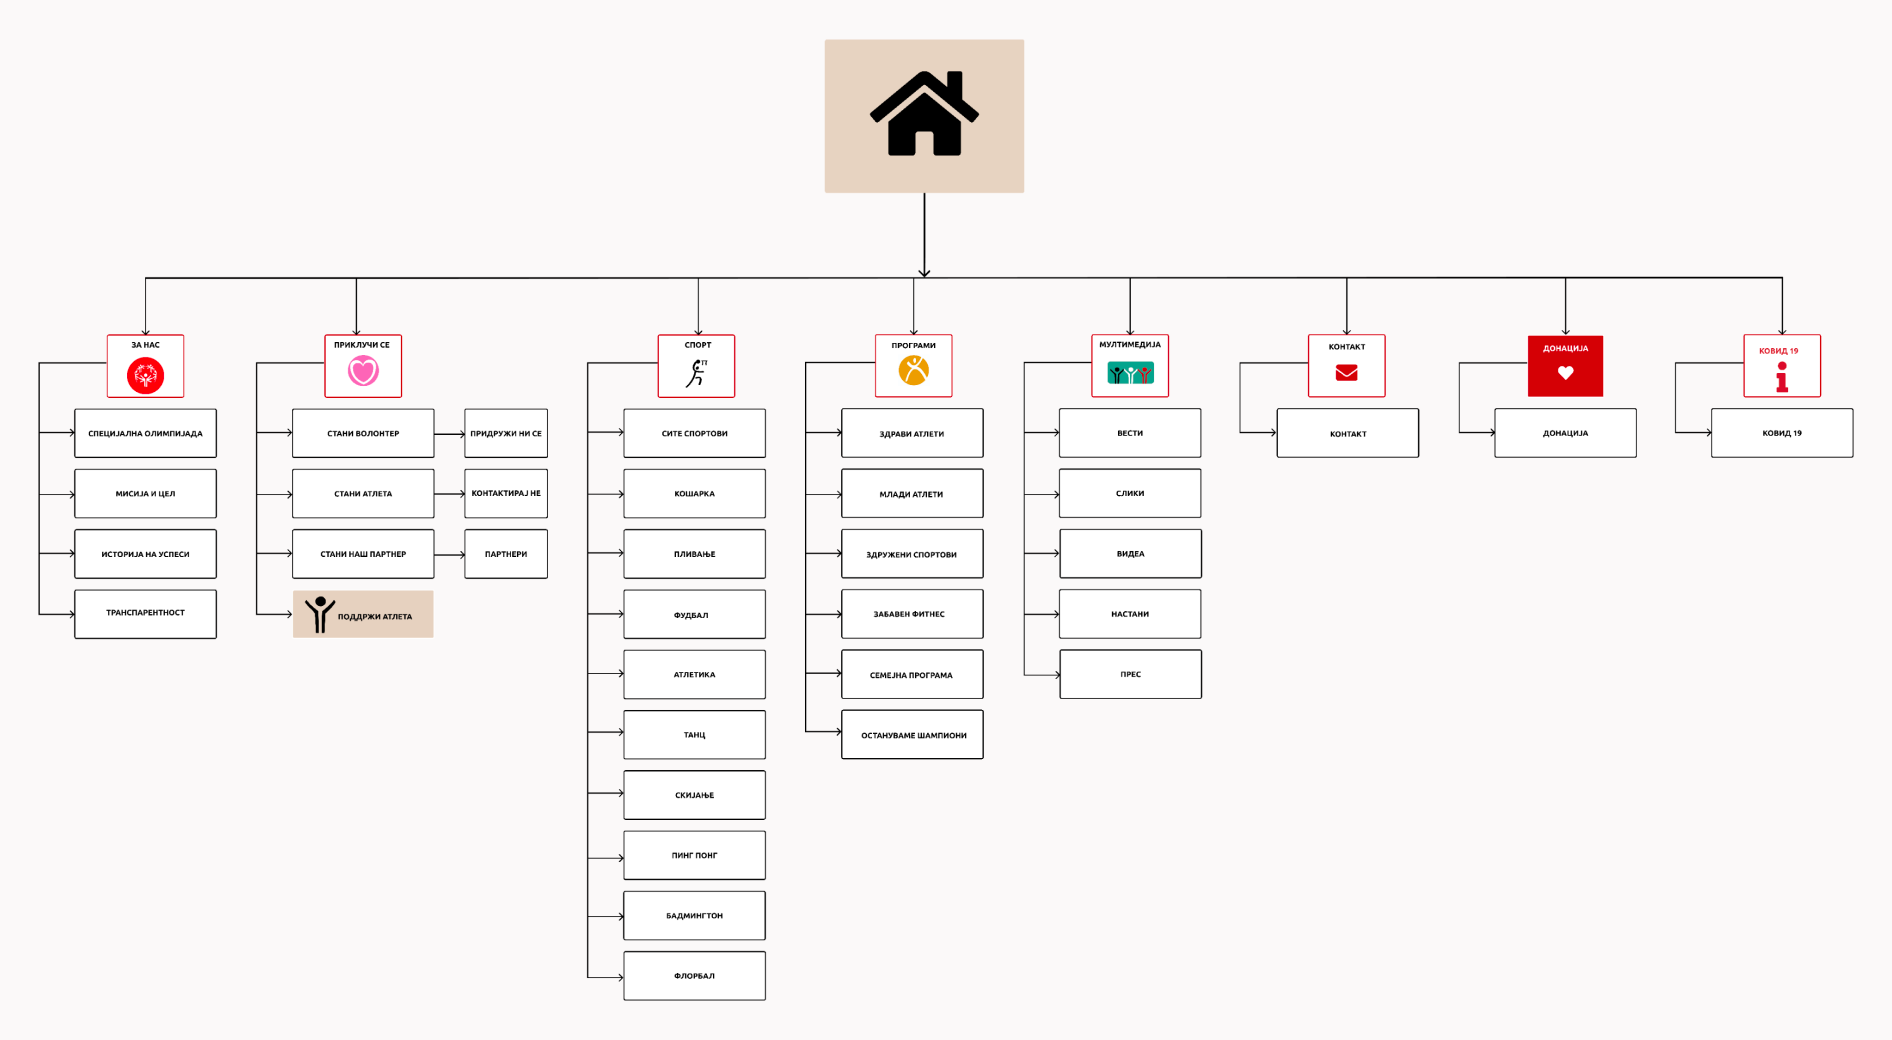 ЗА НАС
СПЕЦИЈАЛНА ОЛИМПИЈАДА
МИСИЈА И ЦЕЛ
ИСТОРИЈА НА УСПЕСИ
ТРАНСПАРЕНТНОСТ
ПРИКЛУЧИ СЕ
СТАНИ ВОЛОНТЕР
ПРИДРУЖИ НИ СЕ
СТАНИ АТЛЕТА
КОНТАКТИРАЈ НЕ
СТАНИ НАШ ПАРТНЕР
ПАРТНЕРИ
ПОДДРЖИ АТЛЕТА
СПОРТ
СИТЕ СПОРТОВИ
КОШАРКА
ПЛИВАЊЕ
ФУДБАЛ
АТЛЕТИКА
ТАНЦ
СКИЈАЊЕ
ПИНГ ПОНГ
БАДМИНГТОН
ФЛОРБАЛ
ПРОГРАМИ
ЗДРАВИ АТЛЕТИ
МЛАДИ АТЛЕТИ
ЗДРУЖЕНИ СПОРТОВИ
ЗАБАВЕН ФИТНЕС
СЕМЕЈНА ПРОГРАМА
ОСТАНУВАМЕ ШАМПИОНИ
МУЛТИМЕДИЈА
ВЕСТИ
СЛИКИ
ВИДЕА
НАСТАНИ
ПРЕС
КОНТАКТ
КОНТАКТ
ДОНАЦИЈА
ДОНАЦИЈА
КОВИД 19
КОВИД 19